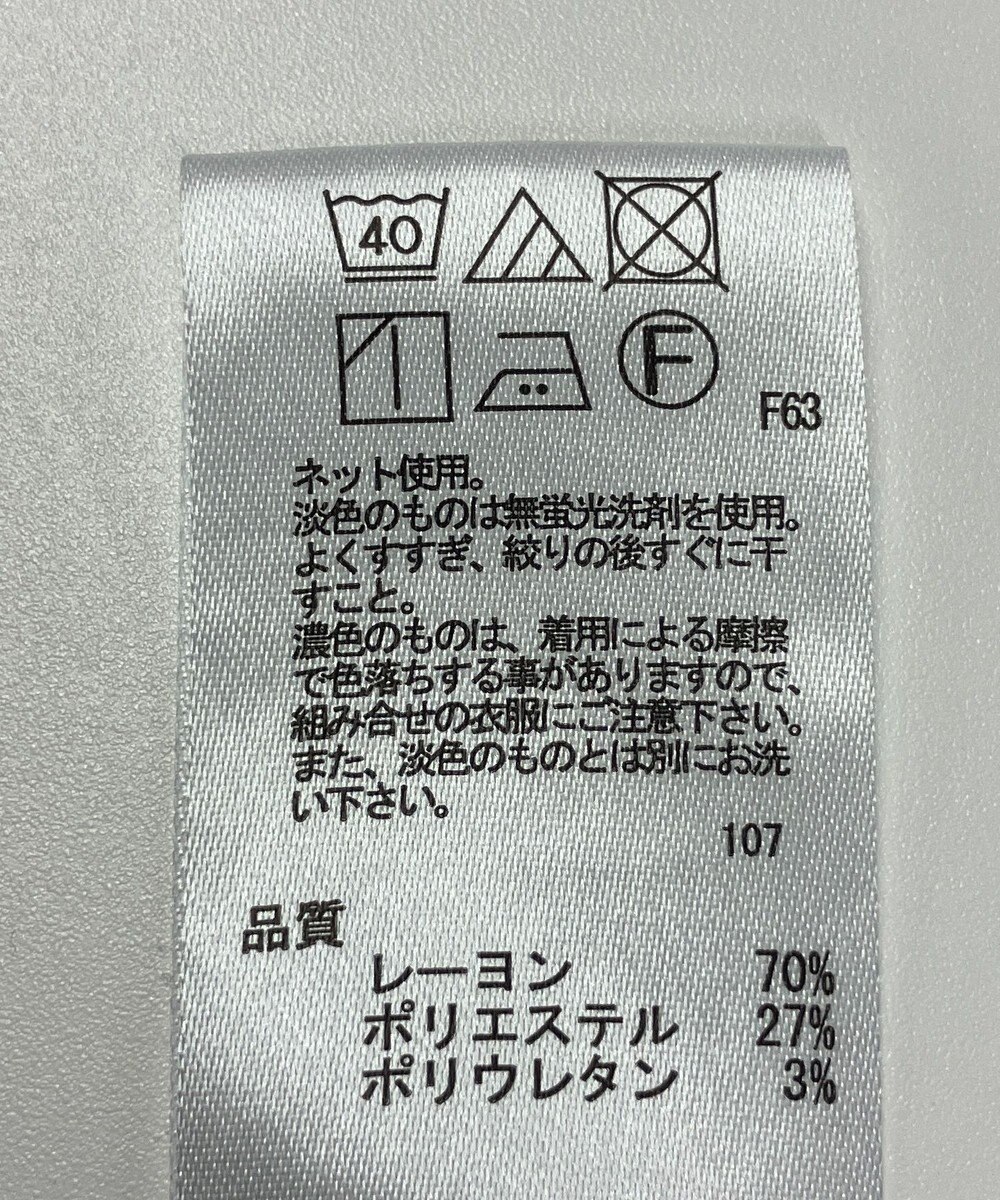 40
F
F63
ネット使用。
淡色のものは無蛍光洗剤を使用。
よくすすぎ、絞りの後すぐに干
すこと。
濃色のものは、着用による摩擦
で色落ちする事がありますので、
組み合せの衣服にご注意下さい。
また、淡色のものとは別にお洗
い下さい。
107
品質
レーヨン 70%
ポリエステル 27%
ポリウレタン 3%